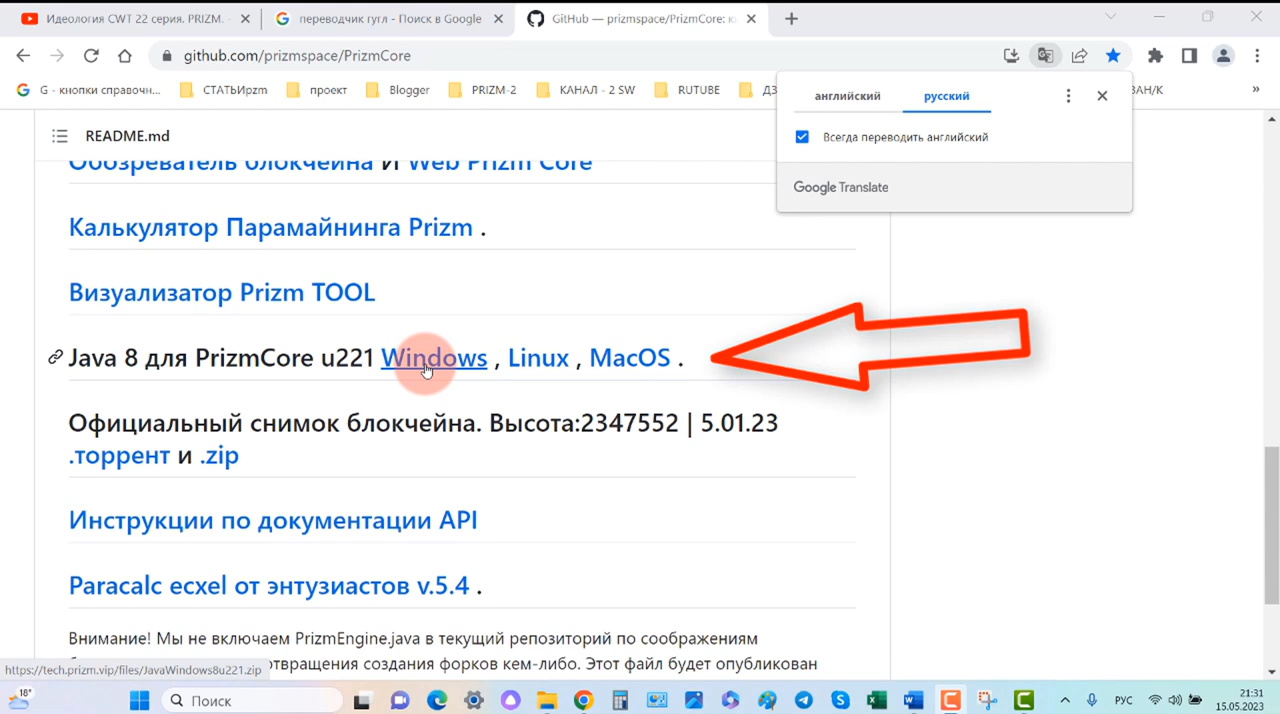 Идеология CWT 22 серия. PRIZM. -
переводчик гугл - Поиск в Google
GitHub — prizmspace/PrizmCore: к
github.com/prizmspace/PrizmCore
G - кнопки справочн...
СТАТЬИpzm
проект
Blogger
PRIZM-2
КАНАЛ - 2 SW
RUTUBE
ДЗ
ВАН/К
»
английский
русский
Всегда переводить английский
Google Translate
README.md
Обозреватель блокчейна и Web Prizm Core
Калькулятор Парамайнинга Prizm .
Визуализатор Prizm TOOL
Java 8 для PrizmCore u221 Windows , Linux , MacOS .
Официальный снимок блокчейна. Высота:2347552 | 5.01.23
.торрент и .zip
Инструкции по документации API
Paracalc ecxel от энтузиастов v.5.4 .
Внимание! Мы не включаем PrizmEngine.java в текущий репозиторий по соображениям
отвращения создания форков кем-либо. Этот файл будет опубликован
https://tech.prizm.vip/files/JavaWindows8u221.zip
18°
Поиск
РУС
21:31
15.05.2023